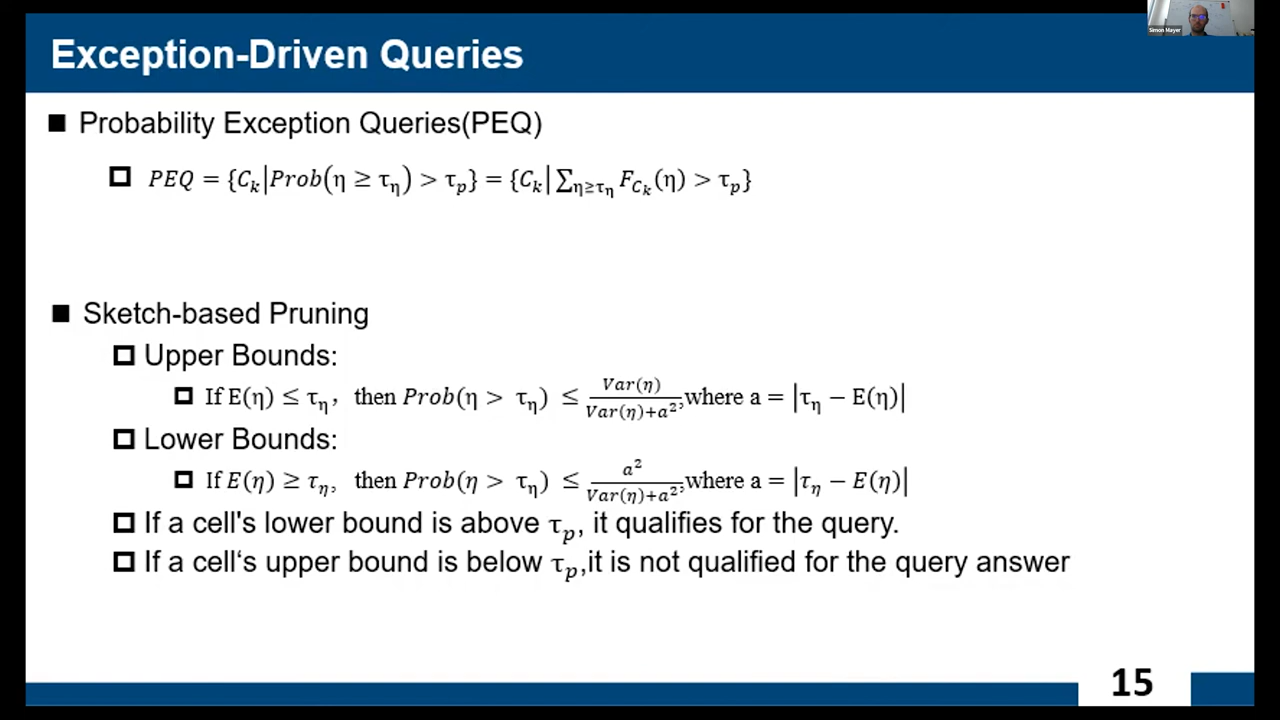 Simon Mayer
Exception-Driven Queries
■ Probability Exception Queries(PEQ)
PEQ = {C_k|Prob(η ≥ τ_η) > τ_p} = {C_k|∑_{η≥τ_η} F_{C_k}(η) > τ_p}
■ Sketch-based Pruning
Upper Bounds:
If E(η) ≤ τ_η, then Prob(η > τ_η) ≤ Var(η)/(Var(η)+a²), where a = |τ_η − E(η)|
Lower Bounds:
If E(η) ≥ τ_η, then Prob(η > τ_η) ≤ a²/(Var(η)+a²), where a = |τ_η − E(η)|
If a cell's lower bound is above τ_p, it qualifies for the query.
If a cell‘s upper bound is below τ_p,it is not qualified for the query answer
15